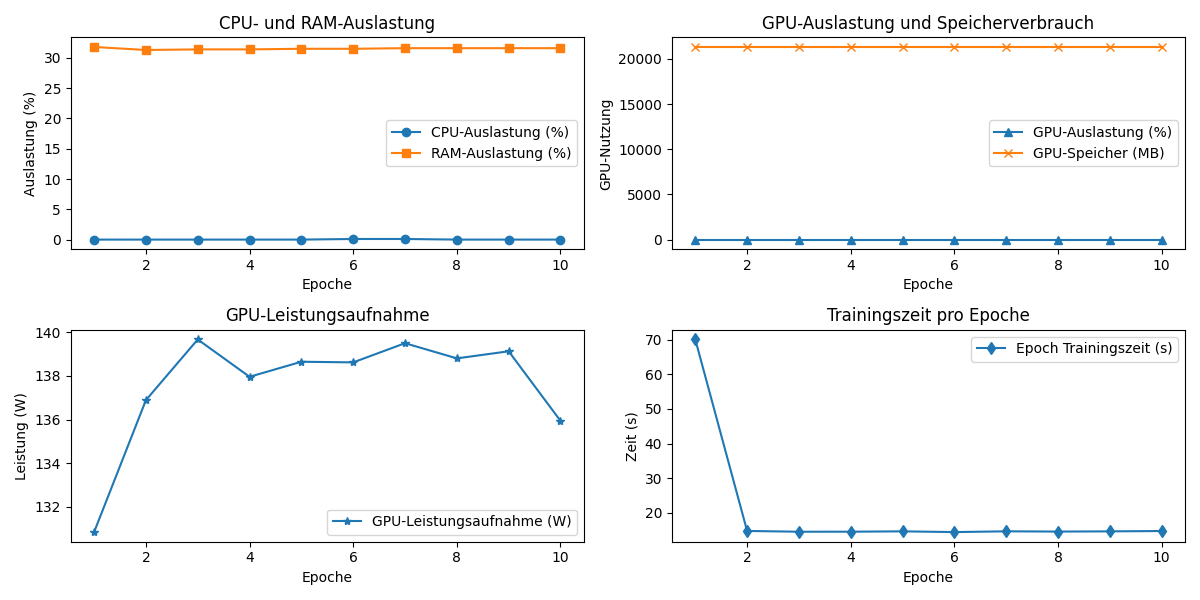 CPU- und RAM-Auslastung
Auslastung (%)
30
25
20
15
10
5
0
CPU-Auslastung (%)
RAM-Auslastung (%)
2 4 6 8 10
Epoche
GPU-Auslastung und Speicherverbrauch
GPU-Nutzung
20000
15000
10000
5000
0
GPU-Auslastung (%)
GPU-Speicher (MB)
2 4 6 8 10
Epoche
GPU-Leistungsaufnahme
Leistung (W)
140
138
136
134
132
GPU-Leistungsaufnahme (W)
2 4 6 8 10
Epoche
Trainingszeit pro Epoche
Zeit (s)
70
60
50
40
30
20
Epoch Trainingszeit (s)
2 4 6 8 10
Epoche